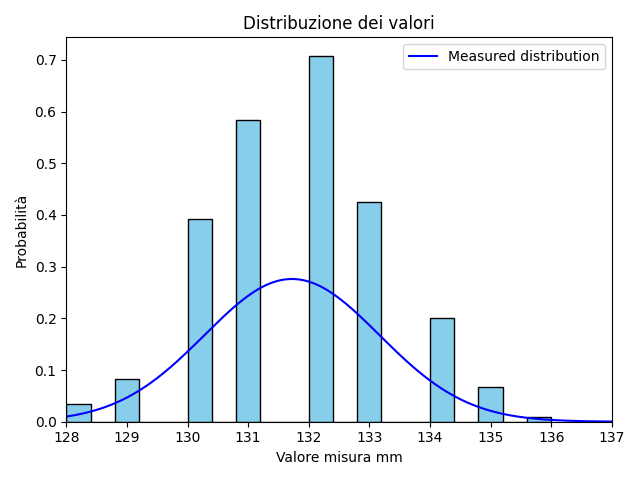 Distribuzione dei valori
Measured distribution
Probabilità
0.7
0.6
0.5
0.4
0.3
0.2
0.1
0.0
128 129 130 131 132 133 134 135 136 137
Valore misura mm